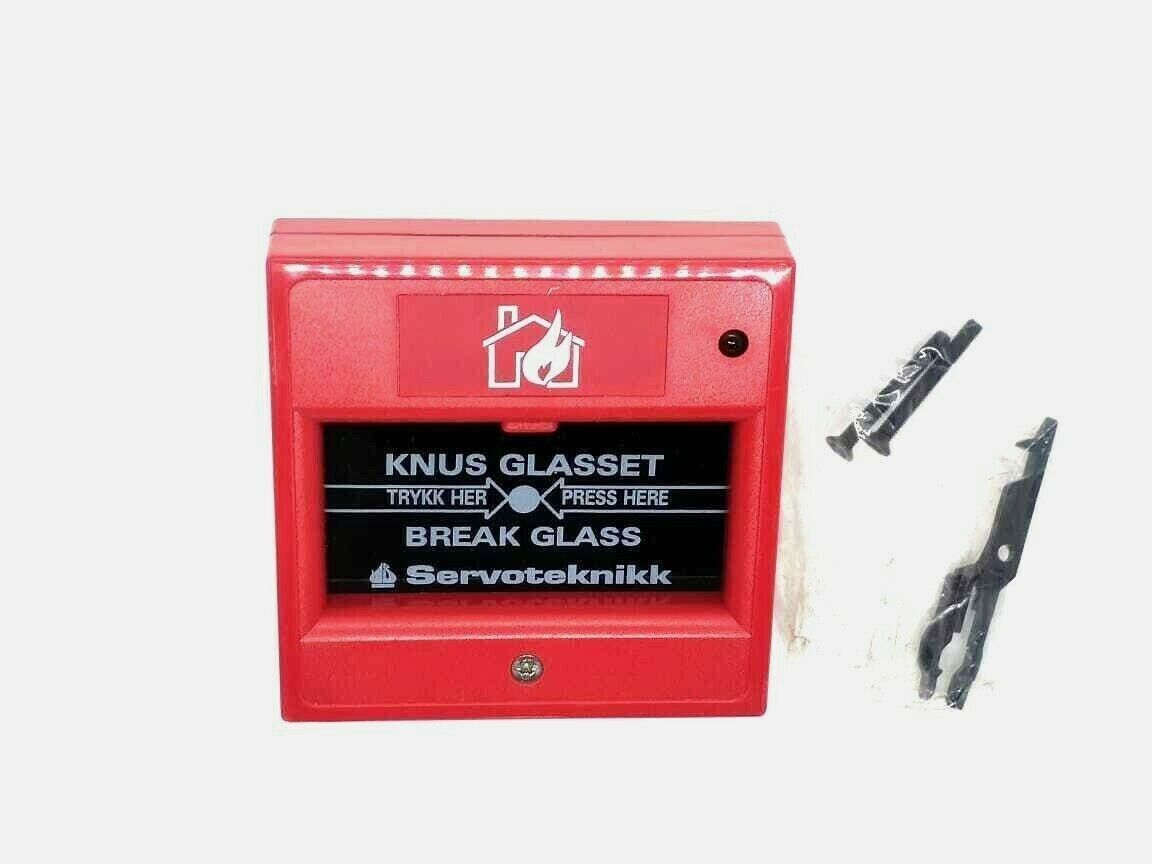 KNUS GLASSET
TRYKK HER PRESS HERE
BREAK GLASS
Servoteknikk